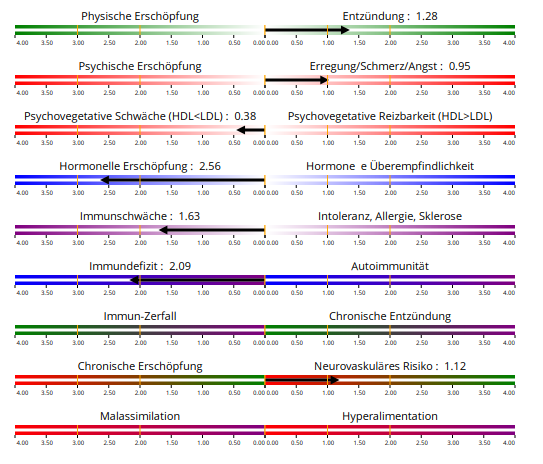 Physische Erschöpfung Entzündung : 1.28
4.00 3.50 3.00 2.50 2.00 1.50 1.00 0.50 0.00 0.00 0.50 1.00 1.50 2.00 2.50 3.00 3.50 4.00
Psychische Erschöpfung Erregung/Schmerz/Angst : 0.95
4.00 3.50 3.00 2.50 2.00 1.50 1.00 0.50 0.00 0.00 0.50 1.00 1.50 2.00 2.50 3.00 3.50 4.00
Psychovegetative Schwäche (HDL<LDL) : 0.38 Psychovegetative Reizbarkeit (HDL>LDL)
4.00 3.50 3.00 2.50 2.00 1.50 1.00 0.50 0.00 0.00 0.50 1.00 1.50 2.00 2.50 3.00 3.50 4.00
Hormonelle Erschöpfung : 2.56 Hormone e Überempfindlichkeit
4.00 3.50 3.00 2.50 2.00 1.50 1.00 0.50 0.00 0.00 0.50 1.00 1.50 2.00 2.50 3.00 3.50 4.00
Immunschwäche : 1.63 Intoleranz, Allergie, Sklerose
4.00 3.50 3.00 2.50 2.00 1.50 1.00 0.50 0.00 0.00 0.50 1.00 1.50 2.00 2.50 3.00 3.50 4.00
Immundefizit : 2.09 Autoimmunität
4.00 3.50 3.00 2.50 2.00 1.50 1.00 0.50 0.00 0.00 0.50 1.00 1.50 2.00 2.50 3.00 3.50 4.00
Immun-Zerfall Chronische Entzündung
4.00 3.50 3.00 2.50 2.00 1.50 1.00 0.50 0.00 0.00 0.50 1.00 1.50 2.00 2.50 3.00 3.50 4.00
Chronische Erschöpfung Neurovaskuläres Risiko : 1.12
4.00 3.50 3.00 2.50 2.00 1.50 1.00 0.50 0.00 0.00 0.50 1.00 1.50 2.00 2.50 3.00 3.50 4.00
Malassimilation Hyperalimentation
4.00 3.50 3.00 2.50 2.00 1.50 1.00 0.50 0.00 0.00 0.50 1.00 1.50 2.00 2.50 3.00 3.50 4.00